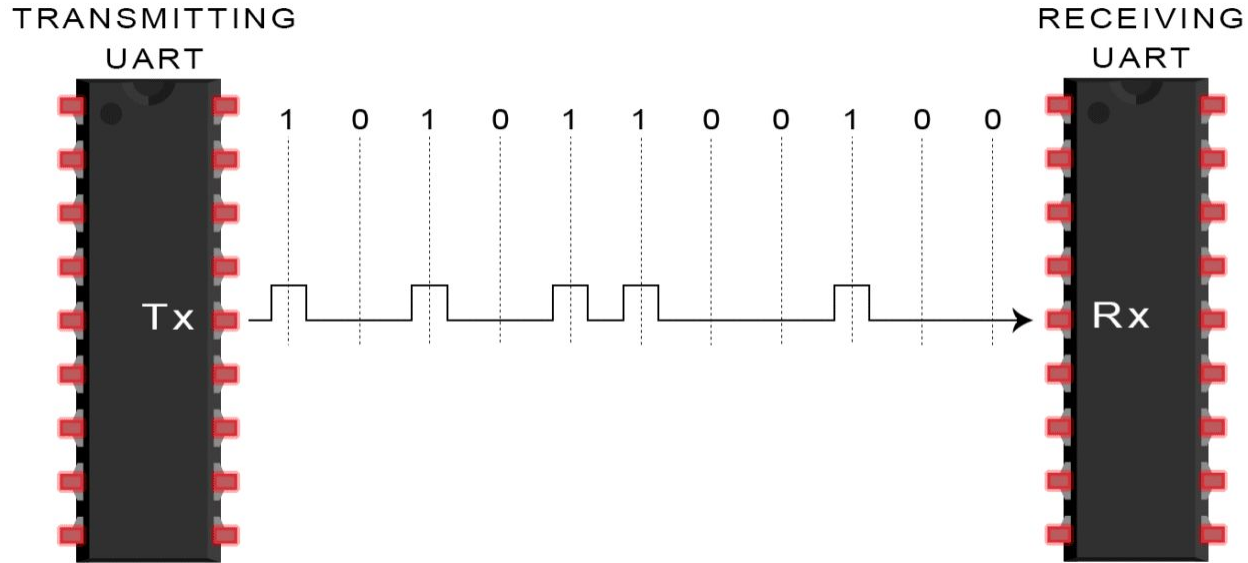 TRANSMITTING
UART
RECEIVING
UART
1 0 1 0 1 1 0 0 1 0 0
Tx
Rx